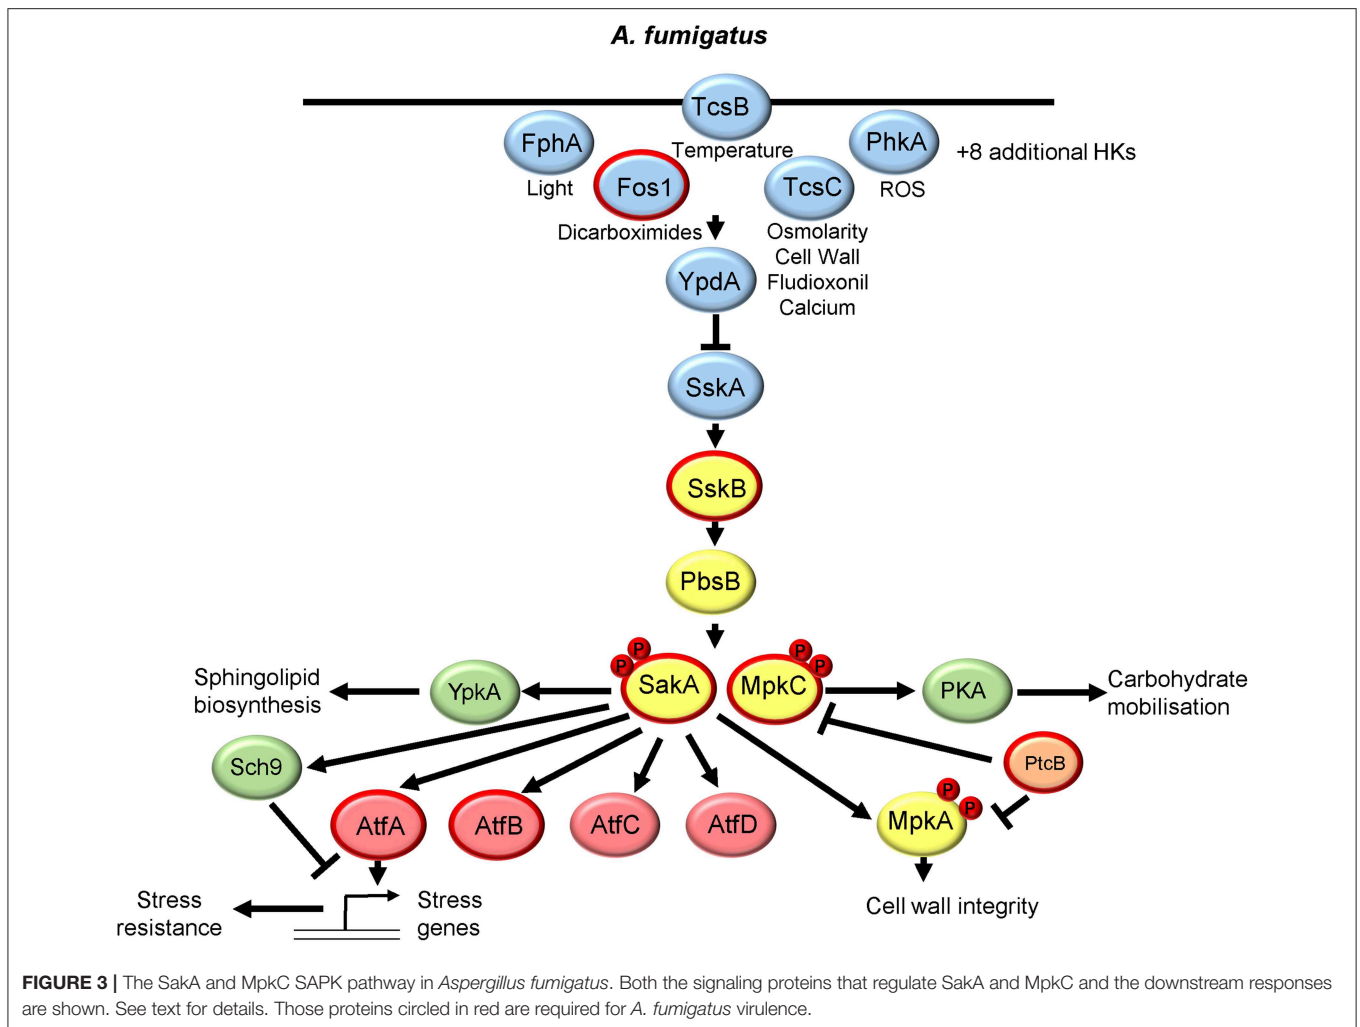 A. fumigatus
TcsB
Temperature
FphA
Light
Fos1
Dicarboximides
TcsC
Osmolarity
Cell Wall
Fludioxonil
Calcium
PhkA
ROS
+8 additional HKs
YpdA
SskA
SskB
PbsB
P
P
SakA
P
P
MpkC
YpkA
Sphingolipid
biosynthesis
PKA
Carbohydrate
mobilisation
Sch9
PtcB
AtfA
AtfB
AtfC
AtfD
P
P
MpkA
Stress
resistance
Stress
genes
Cell wall integrity
FIGURE 3 | The SakA and MpkC SAPK pathway in Aspergillus fumigatus. Both the signaling proteins that regulate SakA and MpkC and the downstream responses
are shown. See text for details. Those proteins circled in red are required for A. fumigatus virulence.